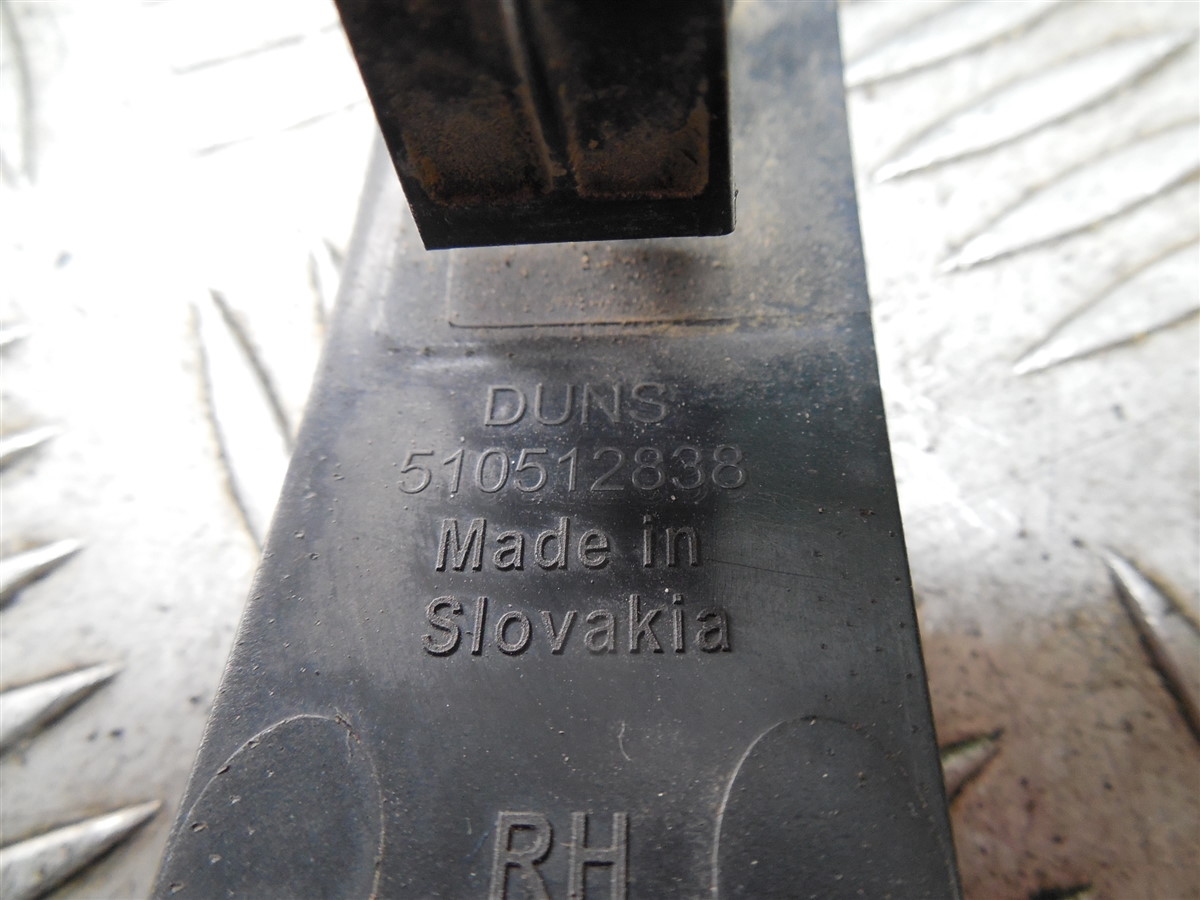 DUNS
510512838
Made in
Slovakia
RH